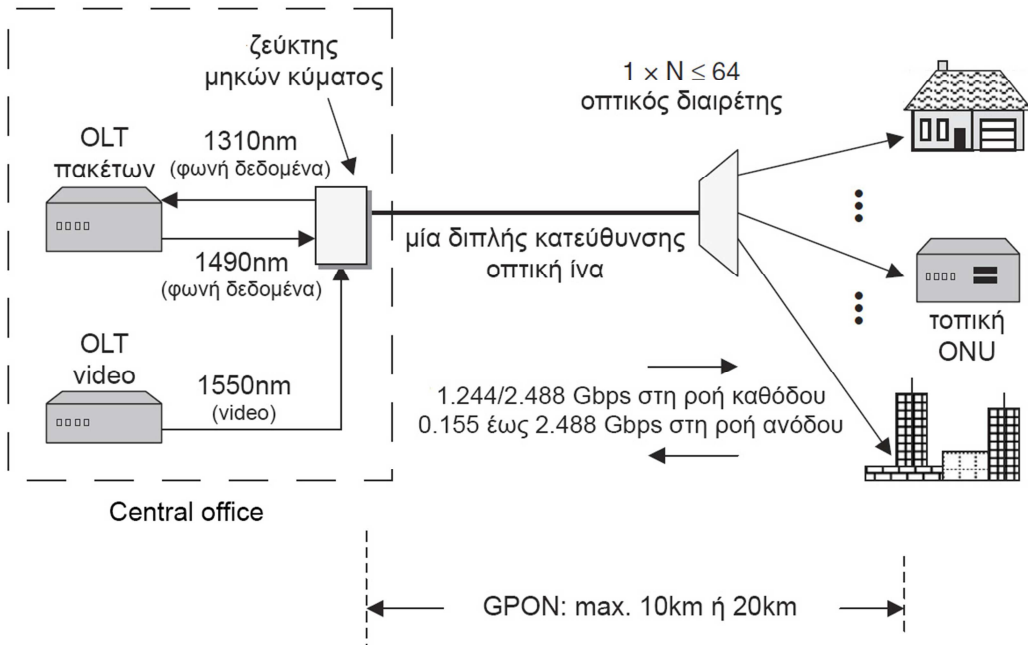 ζεύκτης
μηκών κύματος
1 × N ≤ 64
οπτικός διαιρέτης
OLT
πακέτων
1310nm
(φωνή δεδομένα)
1490nm
(φωνή δεδομένα)
μία διπλής κατεύθυνσης
οπτική ίνα
τοπική
ONU
OLT
video
1550nm
(video)
1.244/2.488 Gbps στη ροή καθόδου
0.155 έως 2.488 Gbps στη ροή ανόδου
Central office
GPON: max. 10km ή 20km